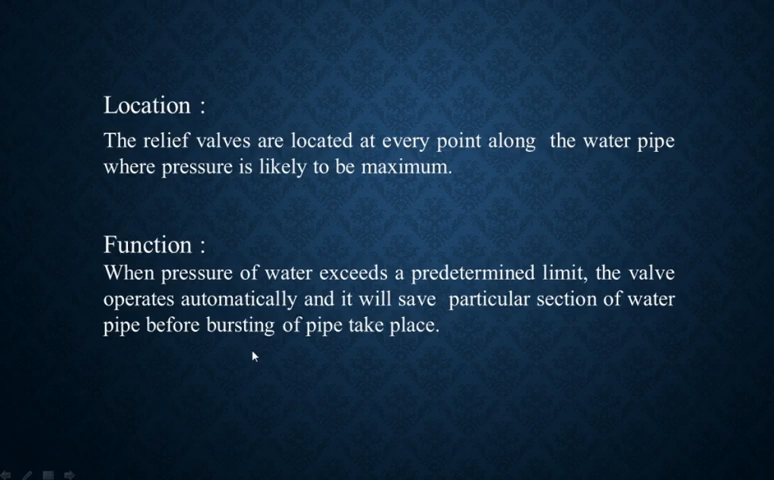 Location :
The relief valves are located at every point along the water pipe
where pressure is likely to be maximum.
Function :
When pressure of water exceeds a predetermined limit, the valve
operates automatically and it will save particular section of water
pipe before bursting of pipe take place.